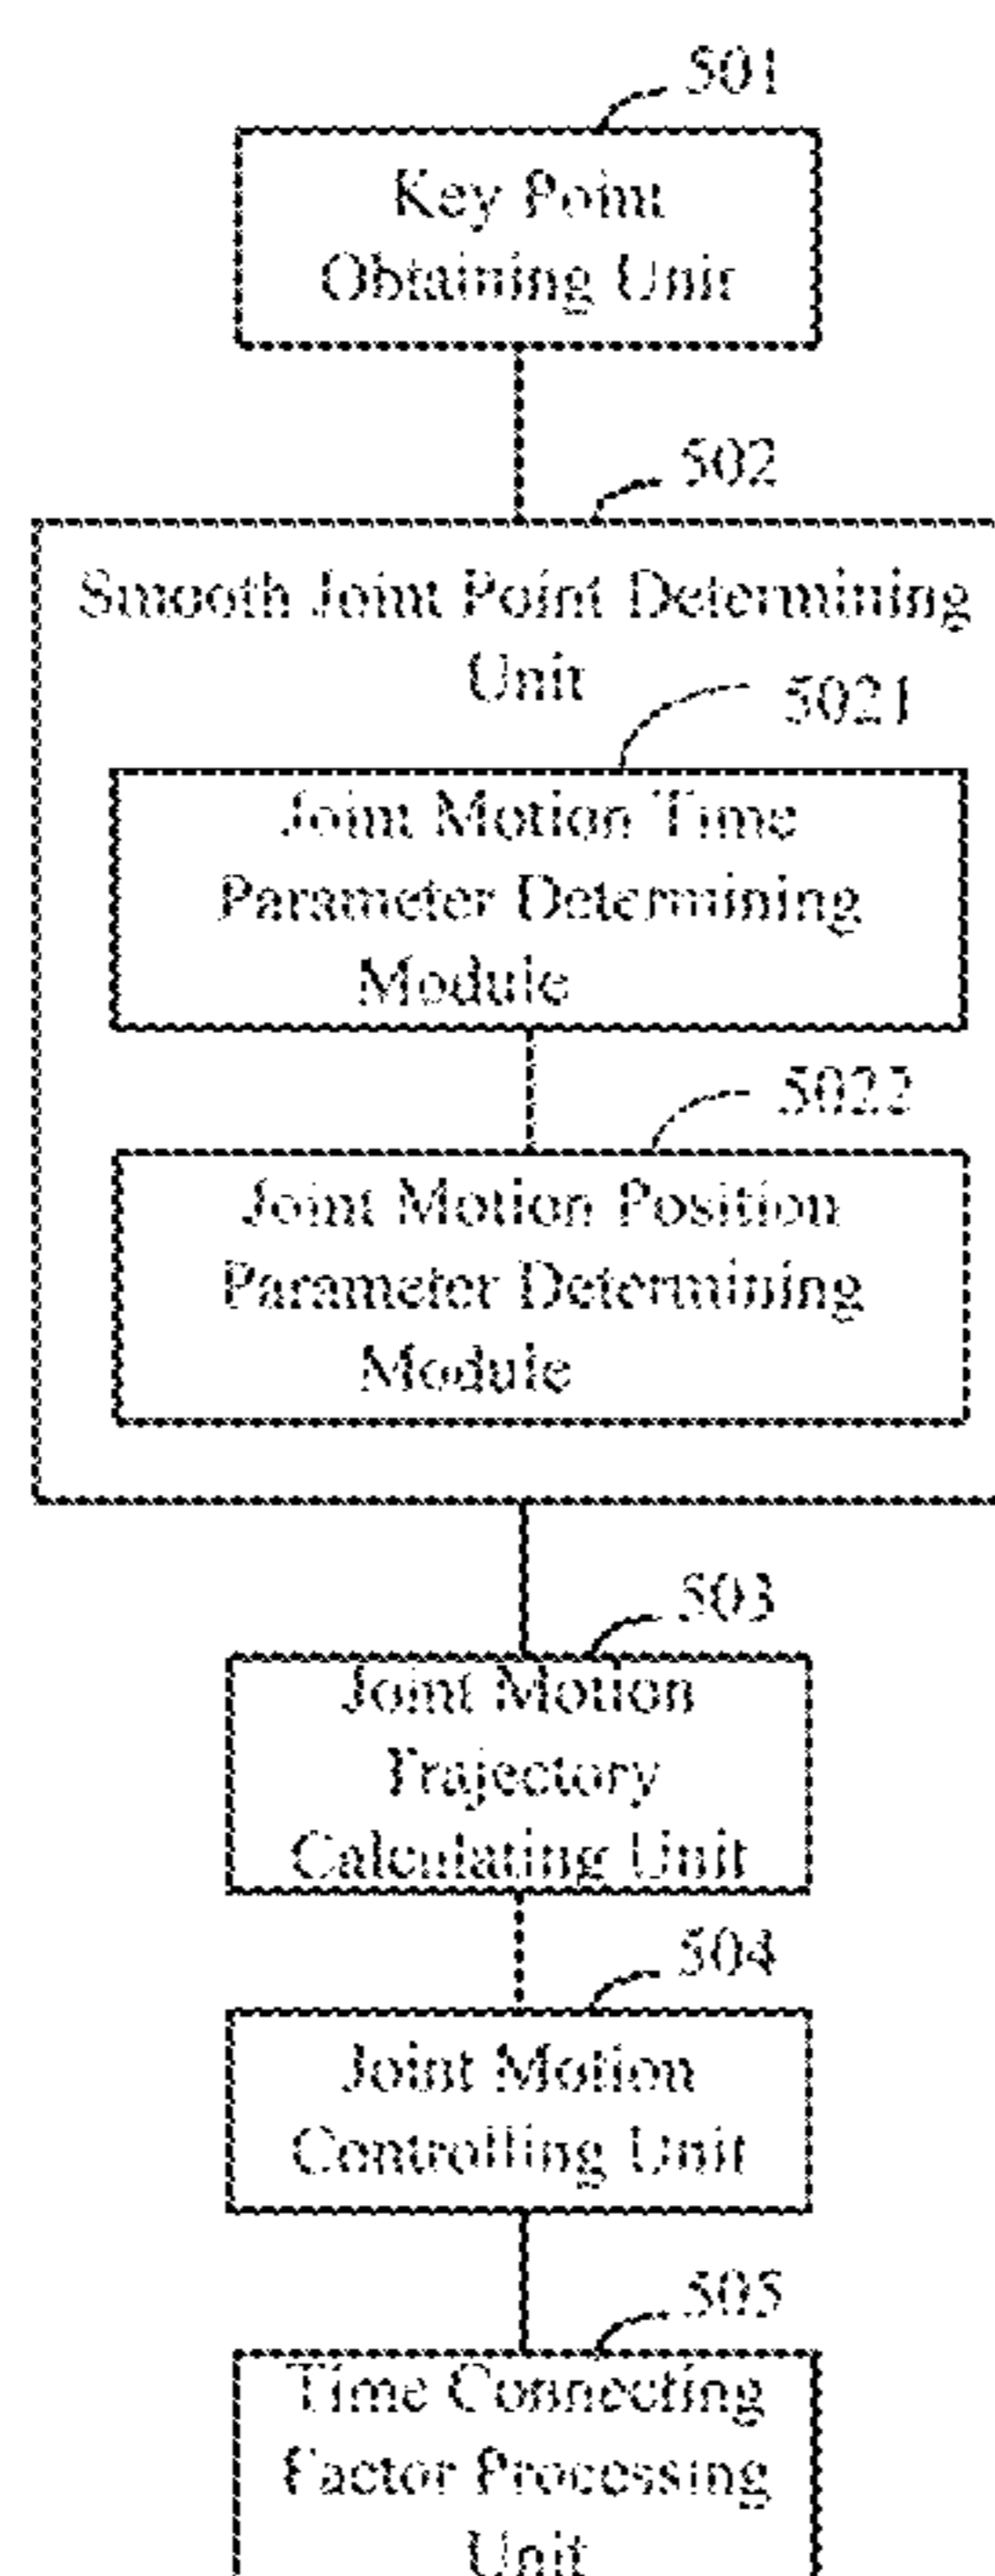 501
Key Point
Obtaining Unit
502
Smooth Joint Point Determining
Unit
5021
Joint Motion Time
Parameter Determining
Module
5022
Joint Motion Position
Parameter Determining
Module
503
Joint Motion
Trajectory
Calculating Unit
504
Joint Motion
Controlling Unit
505
Time Connecting
Factor Processing
Unit